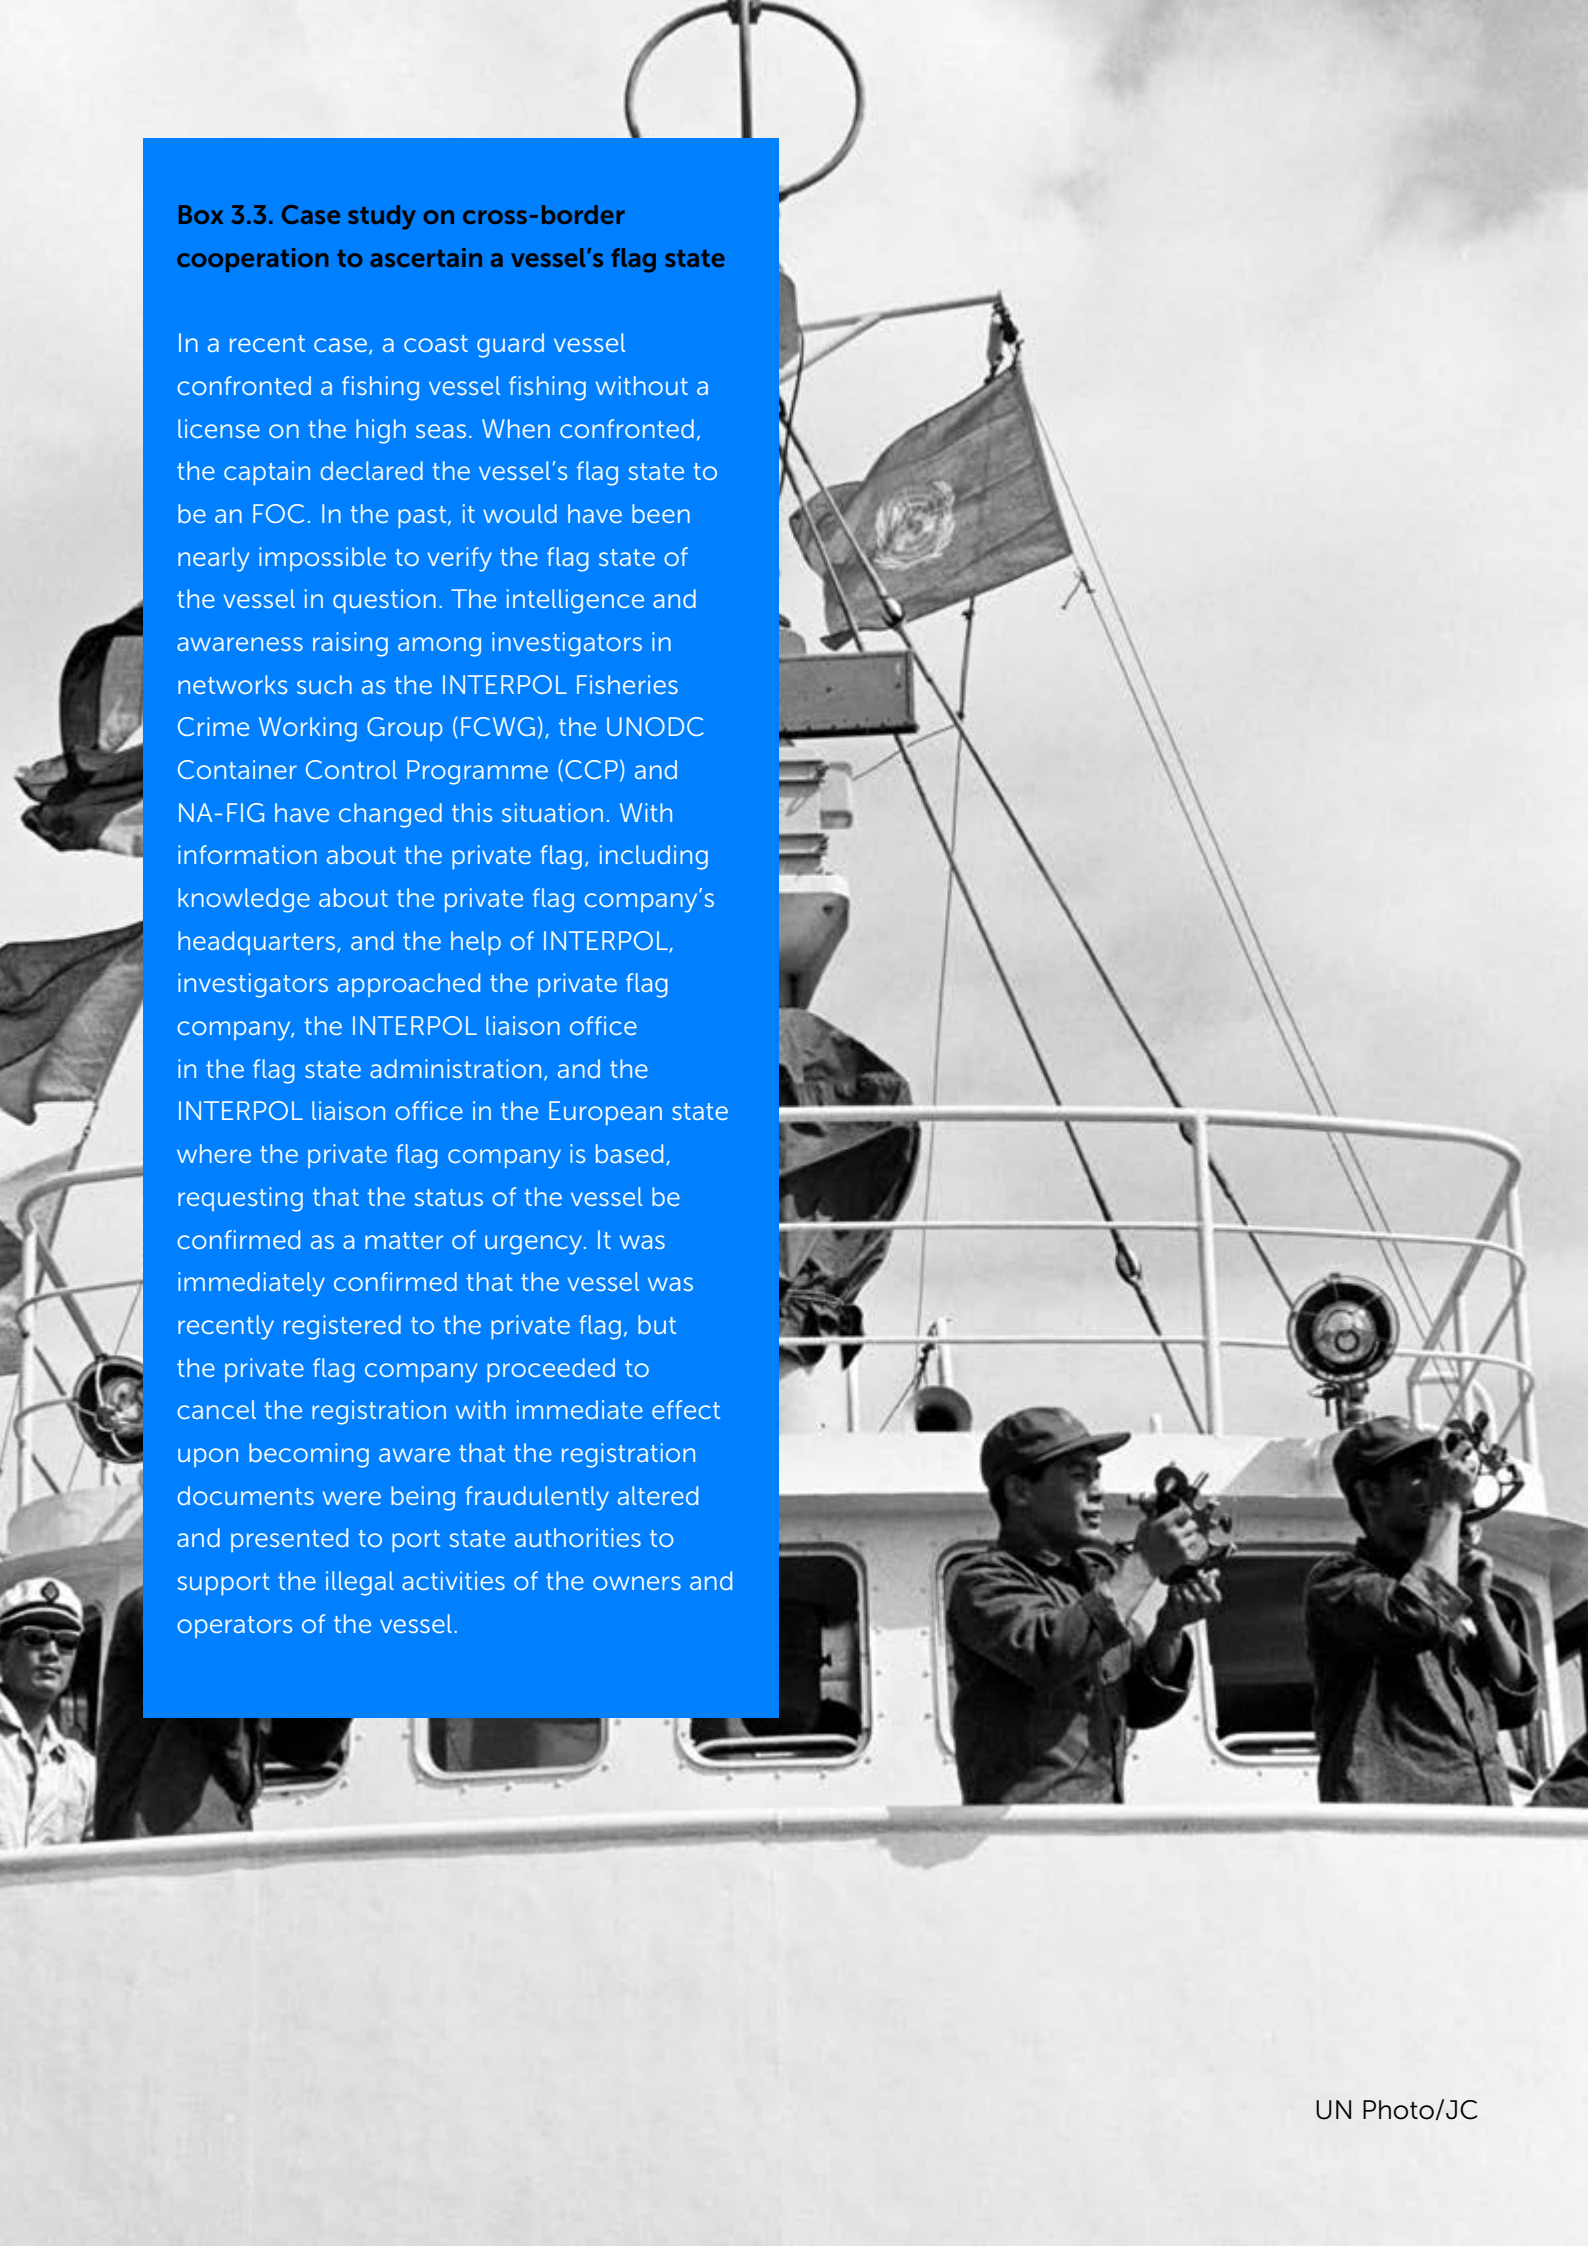 Box 3.3. Case study on cross-border
cooperation to ascertain a vessel's flag state
In a recent case, a coast guard vessel
confronted a fishing vessel fishing without a
license on the high seas. When confronted,
the captain declared the vessel's flag state to
be an FOC. In the past, it would have been
nearly impossible to verify the flag state of
the vessel in question. The intelligence and
awareness raising among investigators in
networks such as the INTERPOL Fisheries
Crime Working Group (FCWG), the UNODC
Container Control Programme (CCP) and
NA-FIG have changed this situation. With
information about the private flag, including
knowledge about the private flag company's
headquarters, and the help of INTERPOL,
investigators approached the private flag
company, the INTERPOL liaison office
in the flag state administration, and the
INTERPOL liaison office in the European state
where the private flag company is based,
requesting that the status of the vessel be
confirmed as a matter of urgency. It was
immediately confirmed that the vessel was
recently registered to the private flag, but
the private flag company proceeded to
cancel the registration with immediate effect
upon becoming aware that the registration
documents were being fraudulently altered
and presented to port state authorities to
support the illegal activities of the owners and
operators of the vessel.
UN Photo/JC